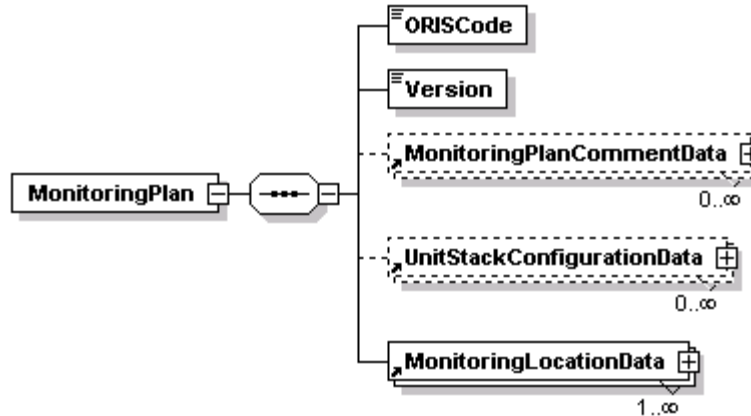 ORISCode
Version
MonitoringPlanCommentData
0..∞
MonitoringPlan
UnitStackConfigurationData
0..∞
MonitoringLocationData
1..∞